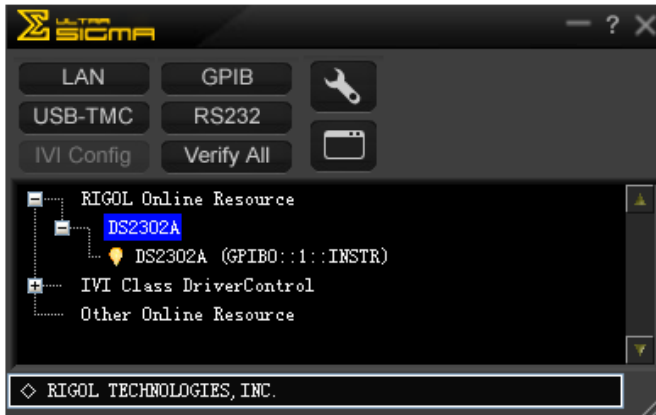 ULTRA
SIGMA
— ? X
LAN GPIB
USB-TMC RS232
IVI Config Verify All
RIGOL Online Resource
DS2302A
DS2302A (GPIB0::1::INSTR)
IVI Class DriverControl
Other Online Resource
◇ RIGOL TECHNOLOGIES, INC.